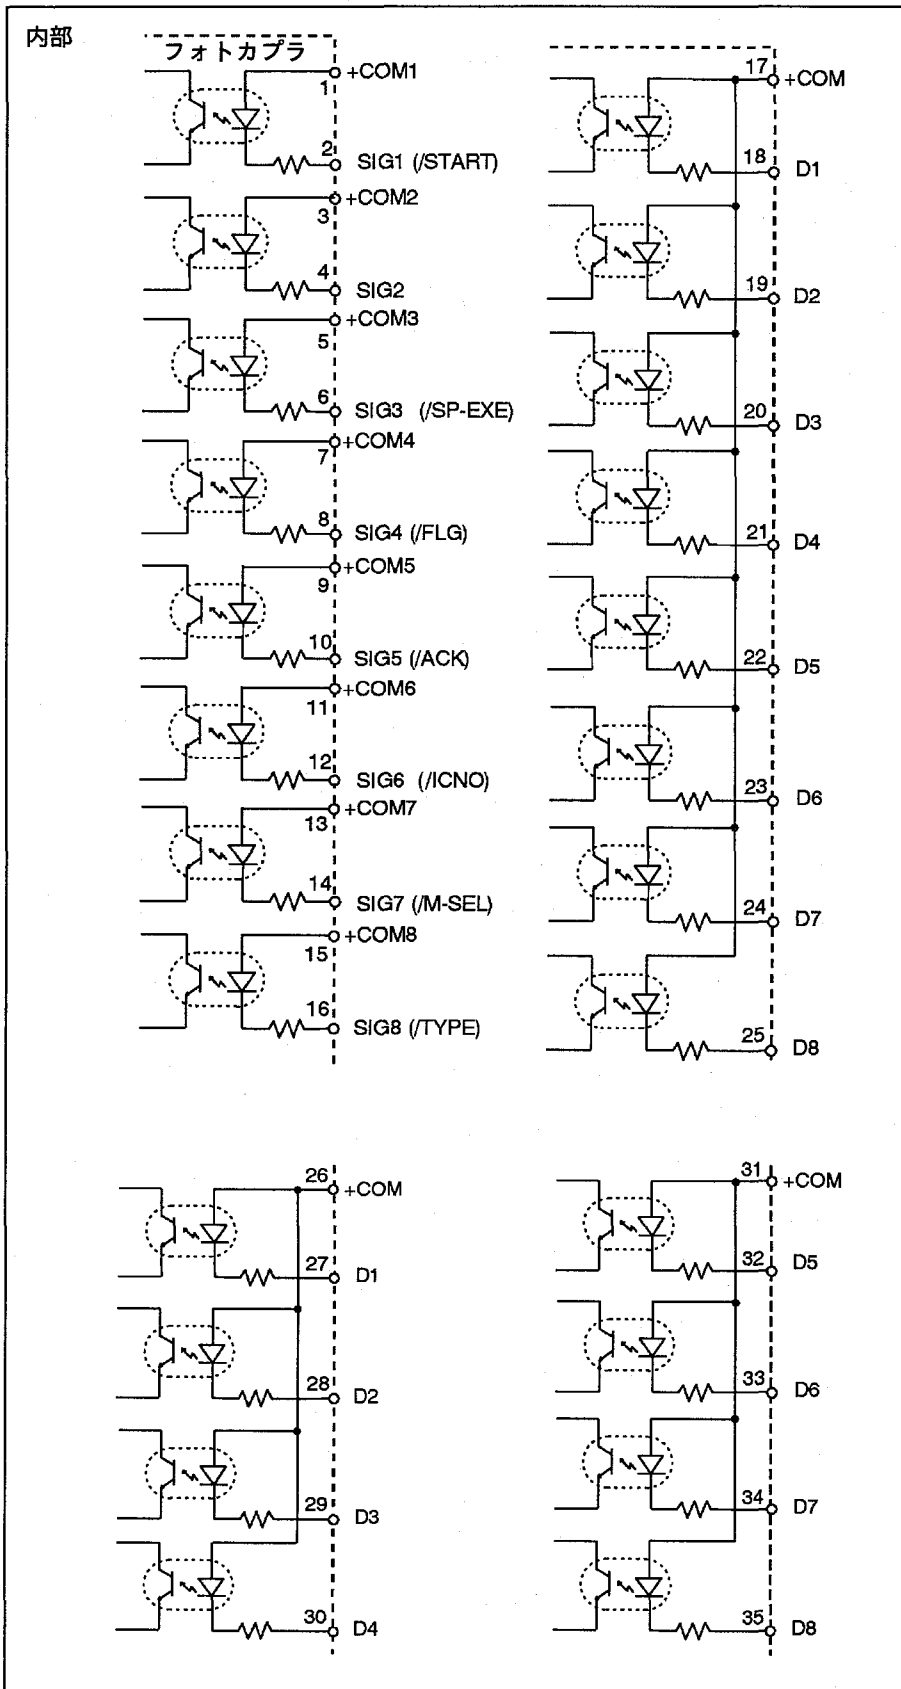 内部
フォトカプラ
+COM1
1
2
SIG1 (/START)
+COM2
3
4
SIG2
+COM3
5
6
SIG3 (/SP-EXE)
+COM4
7
8
SIG4 (/FLG)
+COM5
9
10
SIG5 (/ACK)
+COM6
11
12
SIG6 (/ICNO)
+COM7
13
14
SIG7 (/M-SEL)
+COM8
15
16
SIG8 (/TYPE)
17
+COM
18
D1
19
D2
20
D3
21
D4
22
D5
23
D6
24
D7
25
D8
26
+COM
27
D1
28
D2
29
D3
30
D4
31
+COM
32
D5
33
D6
34
D7
35
D8